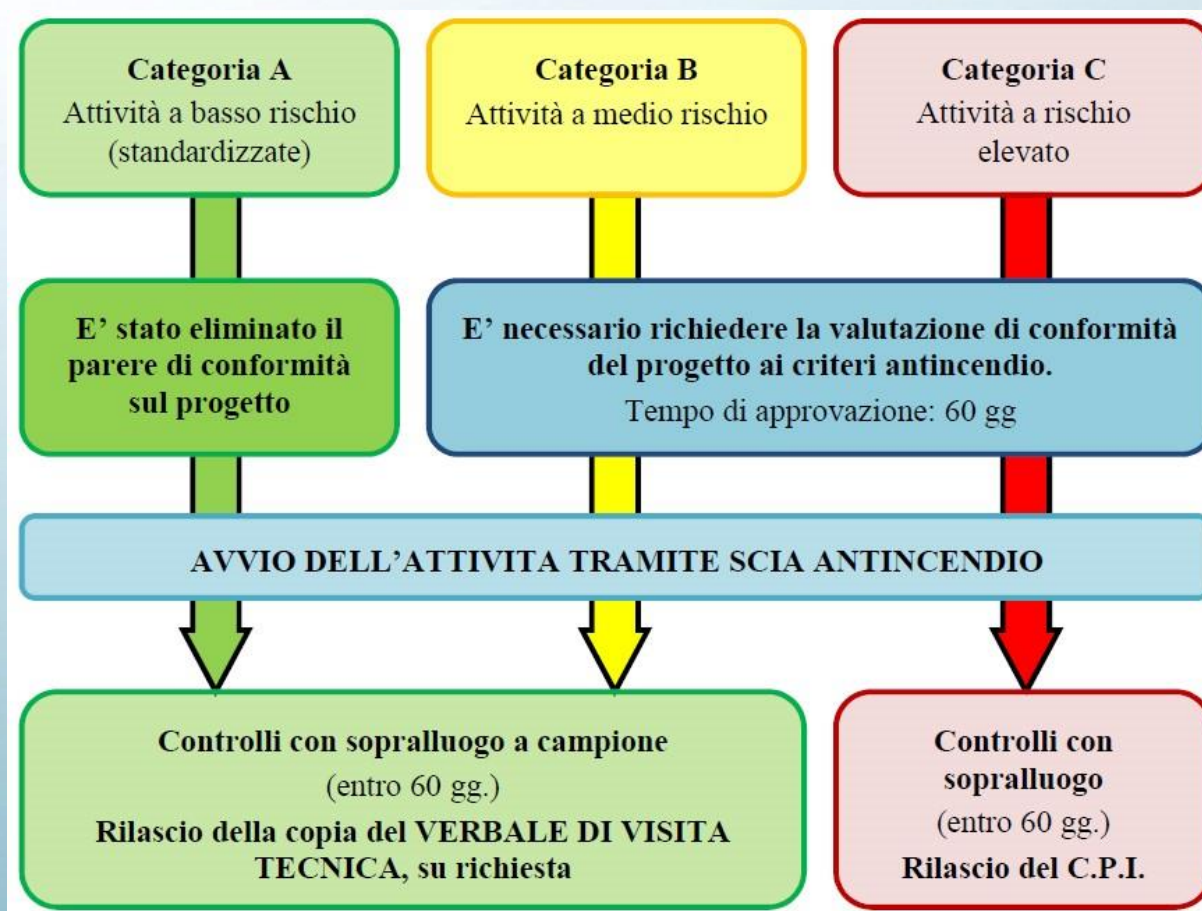 Categoria A
Attività a basso rischio
(standardizzate)
Categoria B
Attività a medio rischio
Categoria C
Attività a rischio
elevato
E’ stato eliminato il
parere di conformità
sul progetto
E’ necessario richiedere la valutazione di conformità
del progetto ai criteri antincendio.
Tempo di approvazione: 60 gg
AVVIO DELL’ATTIVITA TRAMITE SCIA ANTINCENDIO
Controlli con sopralluogo a campione
(entro 60 gg.)
Rilascio della copia del VERBALE DI VISITA
TECNICA, su richiesta
Controlli con
sopralluogo
(entro 60 gg.)
Rilascio del C.P.I.